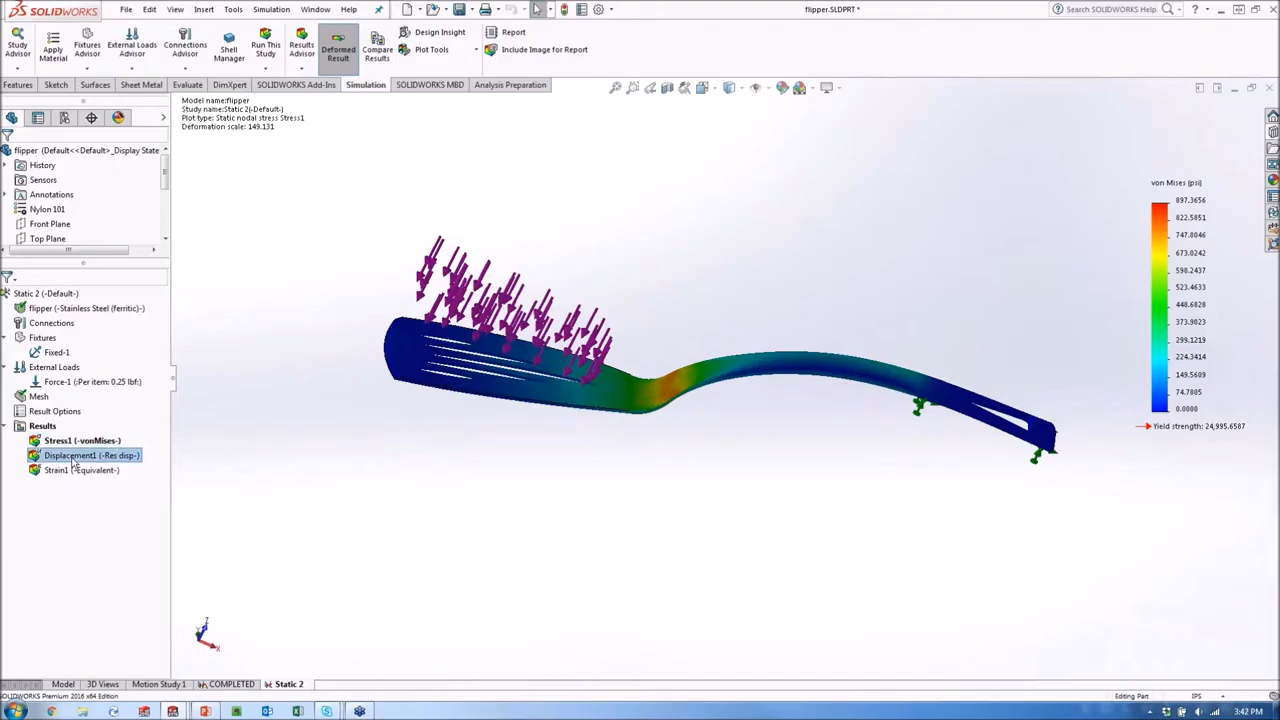 SOLIDWORKS File Edit View Insert Tools Simulation Window Help flipper.SLDPRT * Search SOLIDWORKS Help
Study Advisor
Apply Material
Fixtures Advisor
External Loads Advisor
Connections Advisor
Shell Manager
Run This Study
Results Advisor
Deformed Result
Compare Results
Design Insight
Plot Tools
Report
Include Image for Report
Features Sketch Surfaces Sheet Metal Evaluate DimXpert SOLIDWORKS Add-Ins Simulation SOLIDWORKS MBD Analysis Preparation
flipper (Default<<Default>_Display State
History
Sensors
Annotations
Nylon 101
Front Plane
Top Plane
Static 2 (-Default-)
flipper (-Stainless Steel (ferritic)-)
Connections
Fixtures
Fixed-1
External Loads
Force-1 (:Per item: 0.25 lbf:)
Mesh
Result Options
Results
Stress1 (-vonMises-)
Displacement1 (-Res disp-)
Strain1 (-Equivalent-)
Model name:flipper
Study name:Static 2(-Default-)
Plot type: Static nodal stress Stress1
Deformation scale: 149.131
von Mises (psi)
897.3656
822.5851
747.8046
673.0242
598.2437
523.4633
448.6828
373.9023
299.1219
224.3414
149.5609
74.7805
0.0000
Yield strength: 24,995.6587
Z
X
Model 3D Views Motion Study 1 COMPLETED Static 2
SOLIDWORKS Premium 2016 x64 Edition Editing Part IPS
3:42 PM